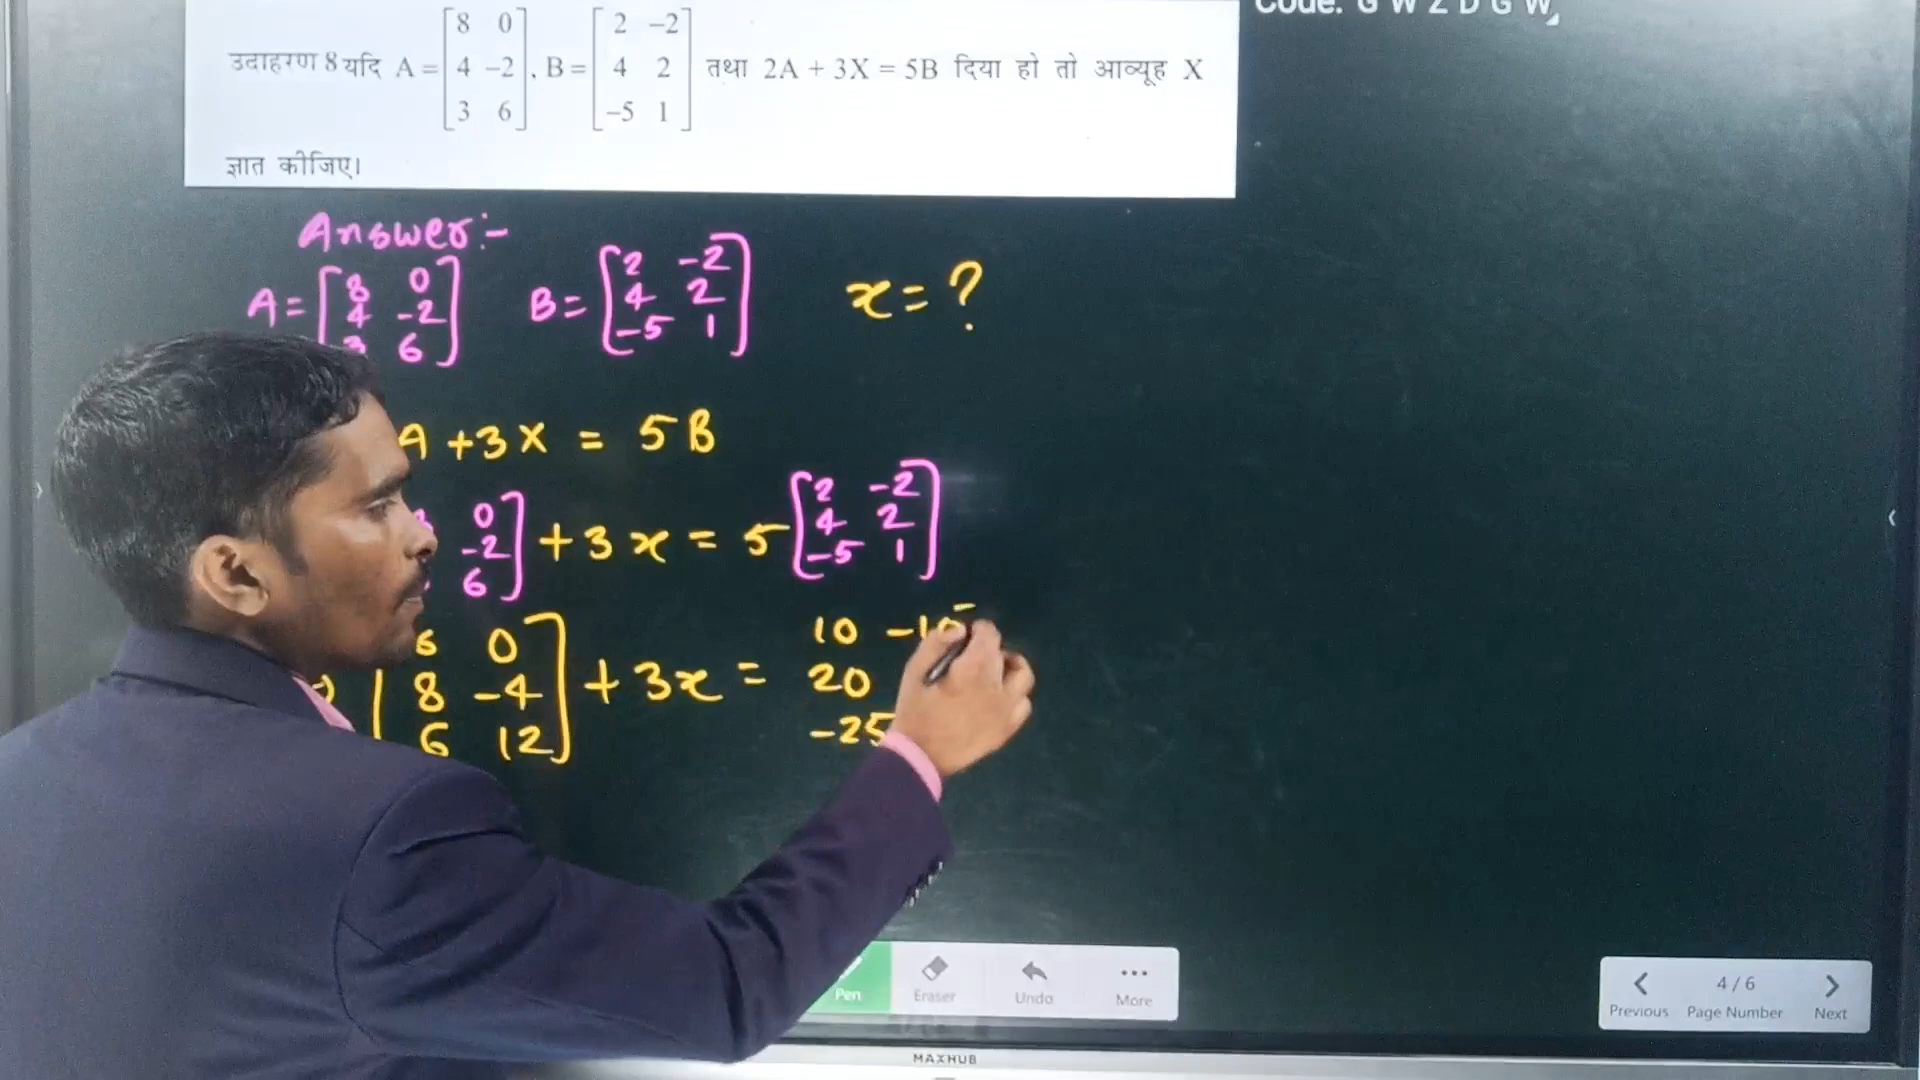 Code: G W Z D G W
उदाहरण 8 यदि A = [8 0 4 -2 3 6], B = [2 -2 4 2 -5 1] तथा 2A + 3X = 5B दिया हो तो आव्यूह X
ज्ञात कीजिए।
Answer:-
A = [8 0 4 -2 3 6] B = [2 -2 4 2 -5 1] x = ?
A + 3X = 5B
0 -2 6] + 3x = 5 [2 -2 4 2 -5 1]
[6 0 8 -4 6 12] + 3x = 10 -10 20 -25
Pen Eraser Undo More
4 / 6
Previous Page Number Next
MAXHUB